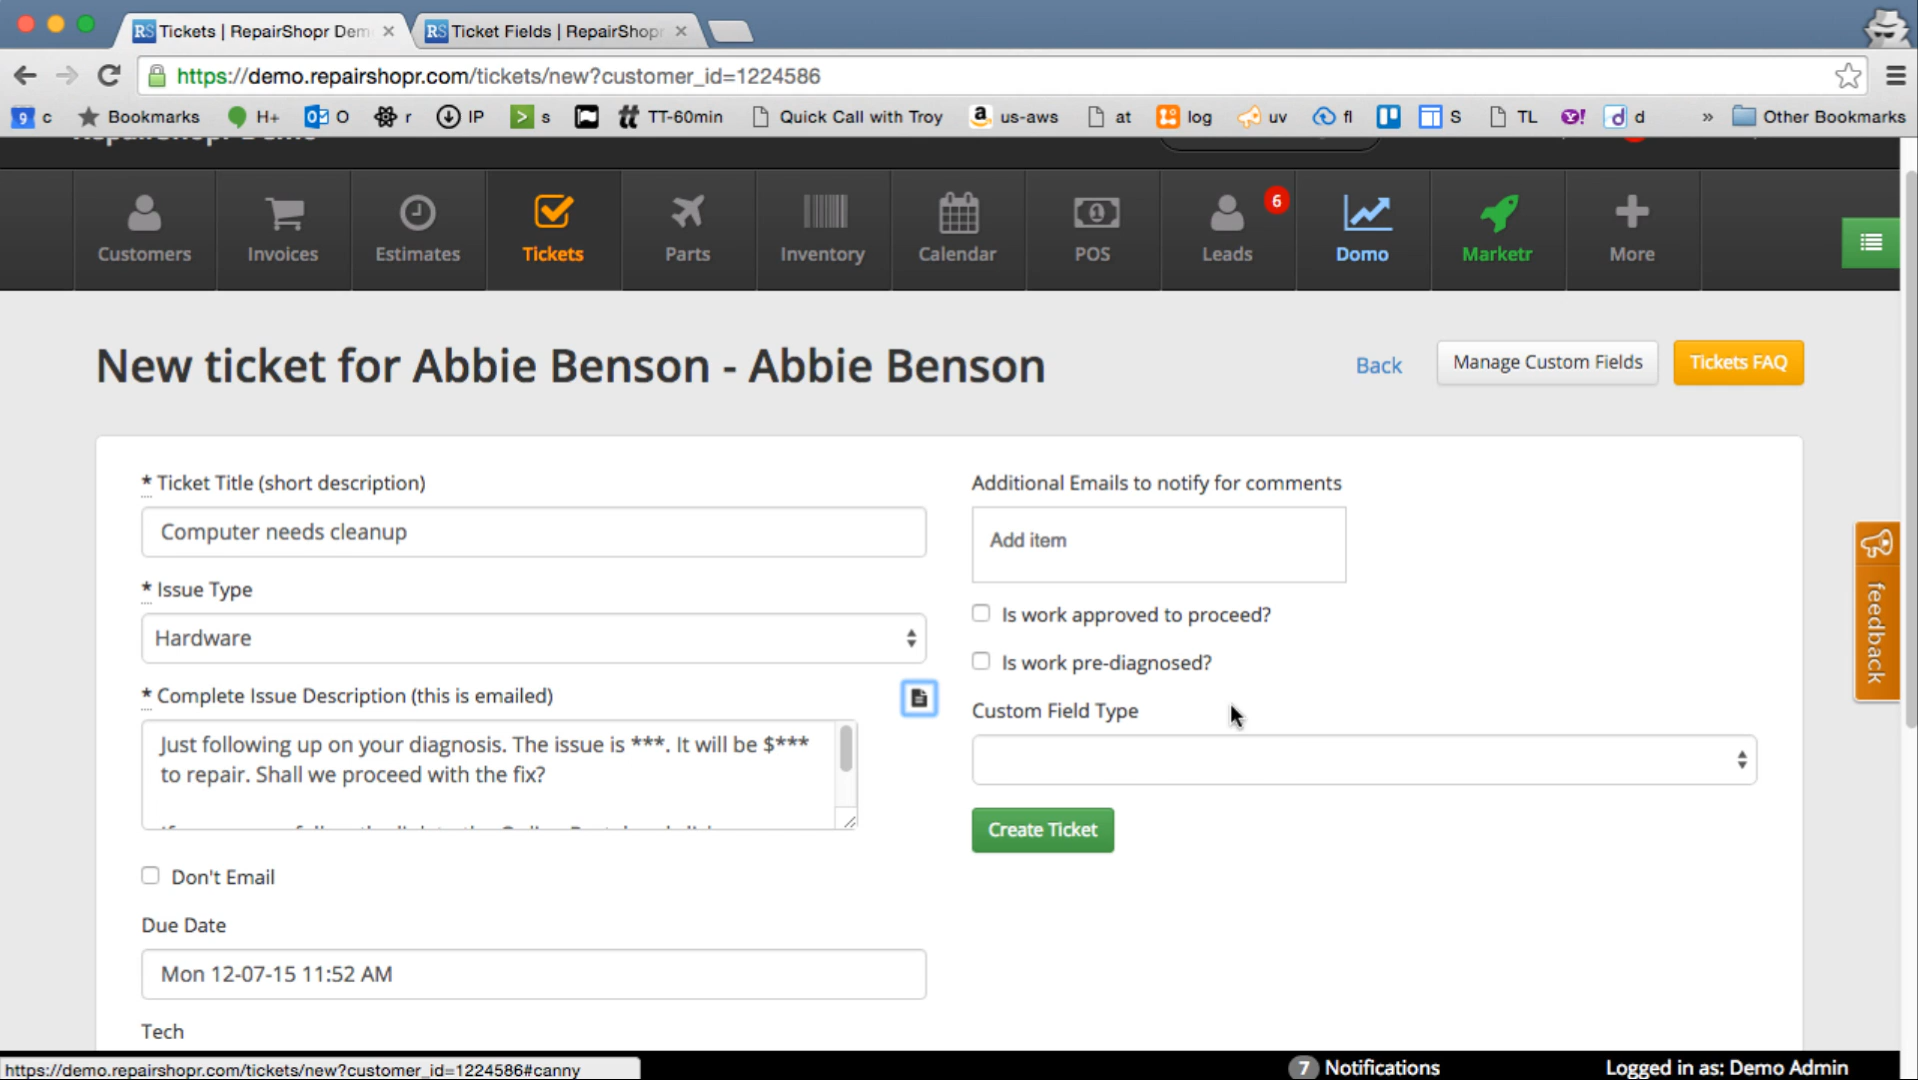 RS Tickets | RepairShopr Dem
RS Ticket Fields | RepairShopr
https://demo.repairshopr.com/tickets/new?customer_id=1224586
9 c
Bookmarks
H+
O
r
IP
s
TT-60min
Quick Call with Troy
us-aws
at
log
uv
fl
S
TL
d
»
Other Bookmarks
RepairShopr Demo
Customers
Invoices
Estimates
Tickets
Parts
Inventory
Calendar
POS
Leads
6
Domo
Marketr
More
New ticket for Abbie Benson - Abbie Benson
Back
Manage Custom Fields
Tickets FAQ
* Ticket Title (short description)
Computer needs cleanup
* Issue Type
Hardware
* Complete Issue Description (this is emailed)
Just following up on your diagnosis. The issue is ***. It will be $***
to repair. Shall we proceed with the fix?
Don't Email
Due Date
Mon 12-07-15 11:52 AM
Tech
Additional Emails to notify for comments
Add item
Is work approved to proceed?
Is work pre-diagnosed?
Custom Field Type
Create Ticket
feedback
https://demo.repairshopr.com/tickets/new?customer_id=1224586#canny
7 Notifications
Logged in as: Demo Admin